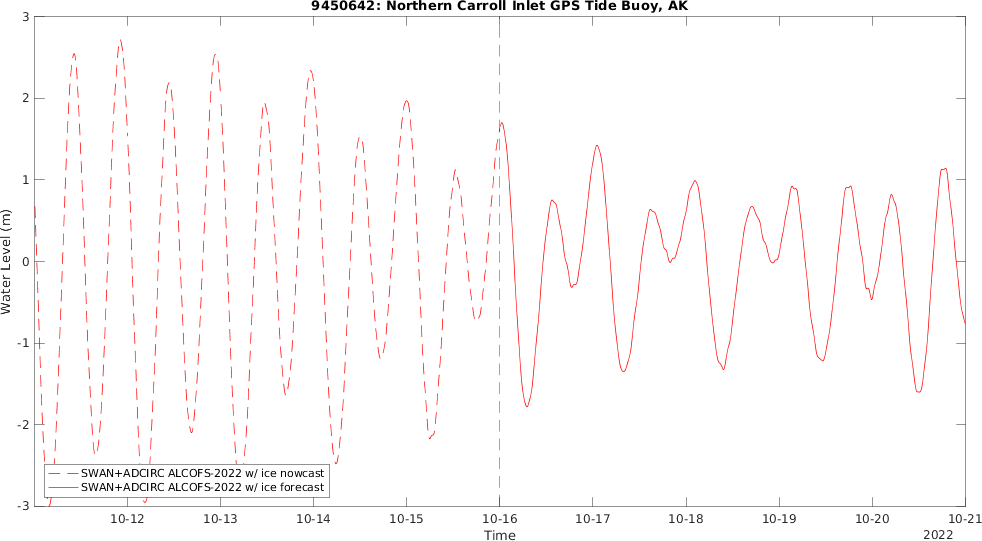 9450642: Northern Carroll Inlet GPS Tide Buoy, AK
3
2
1
0
-1
-2
-3
Water Level (m)
SWAN+ADCIRC ALCOFS-2022 w/ ice nowcast
SWAN+ADCIRC ALCOFS-2022 w/ ice forecast
10-12 10-13 10-14 10-15 10-16 10-17 10-18 10-19 10-20 10-21
Time
2022